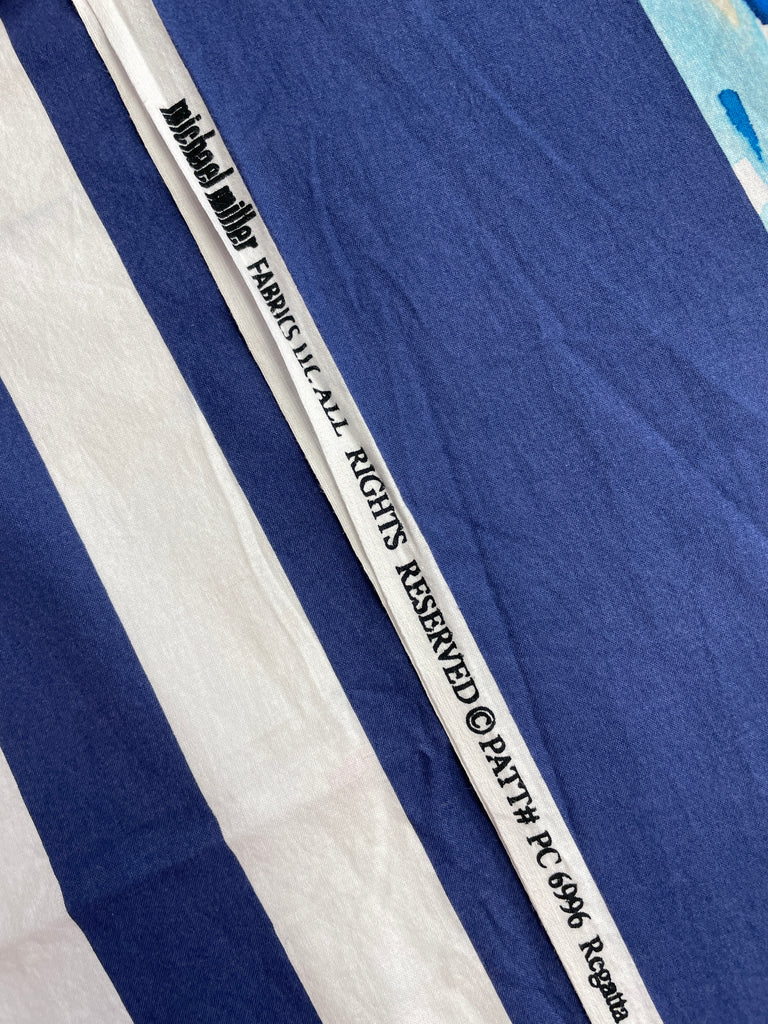 michael miller FABRICS LLC. ALL RIGHTS RESERVED © PATT# PC 6996 Regatta